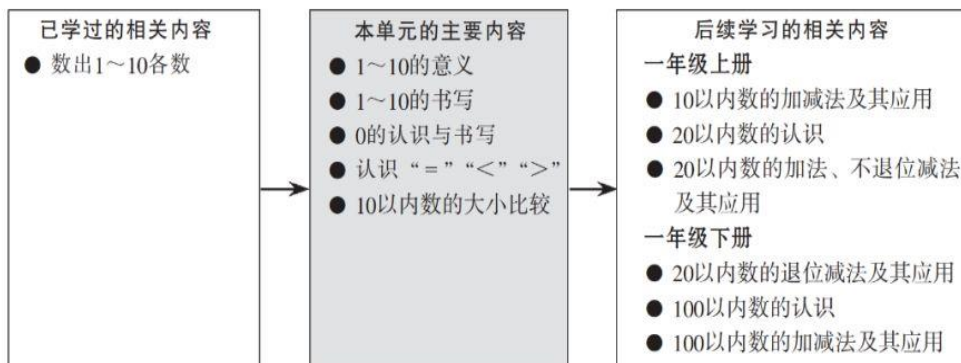 已学过的相关内容
● 数出1～10各数
本单元的主要内容
● 1～10的意义
● 1～10的书写
● 0的认识与书写
● 认识“=”“<”“>”
● 10以内数的大小比较
后续学习的相关内容
一年级上册
● 10以内数的加减法及其应用
● 20以内数的认识
● 20以内数的加法、不退位减法
及其应用
一年级下册
● 20以内数的退位减法及其应用
● 100以内数的认识
● 100以内数的加减法及其应用